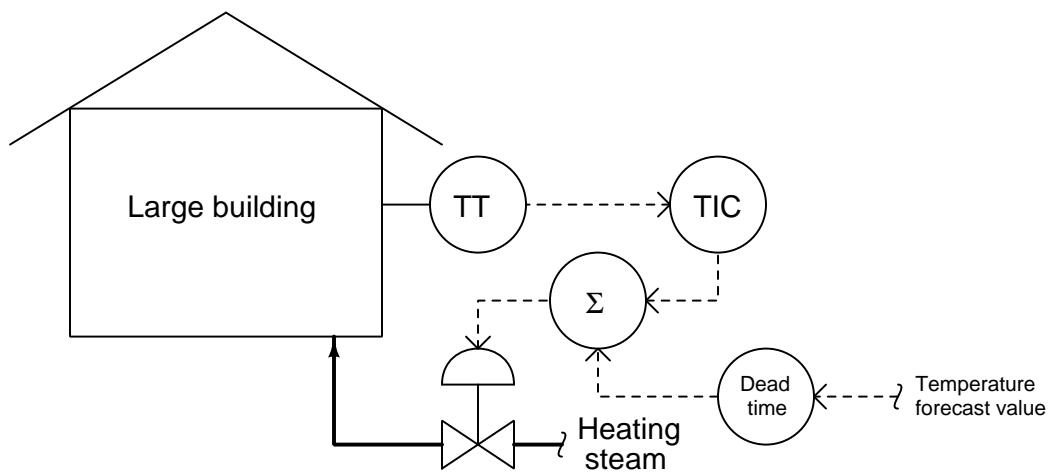 Large building
TT
TIC
Σ
Dead
time
Temperature
forecast value
Heating
steam